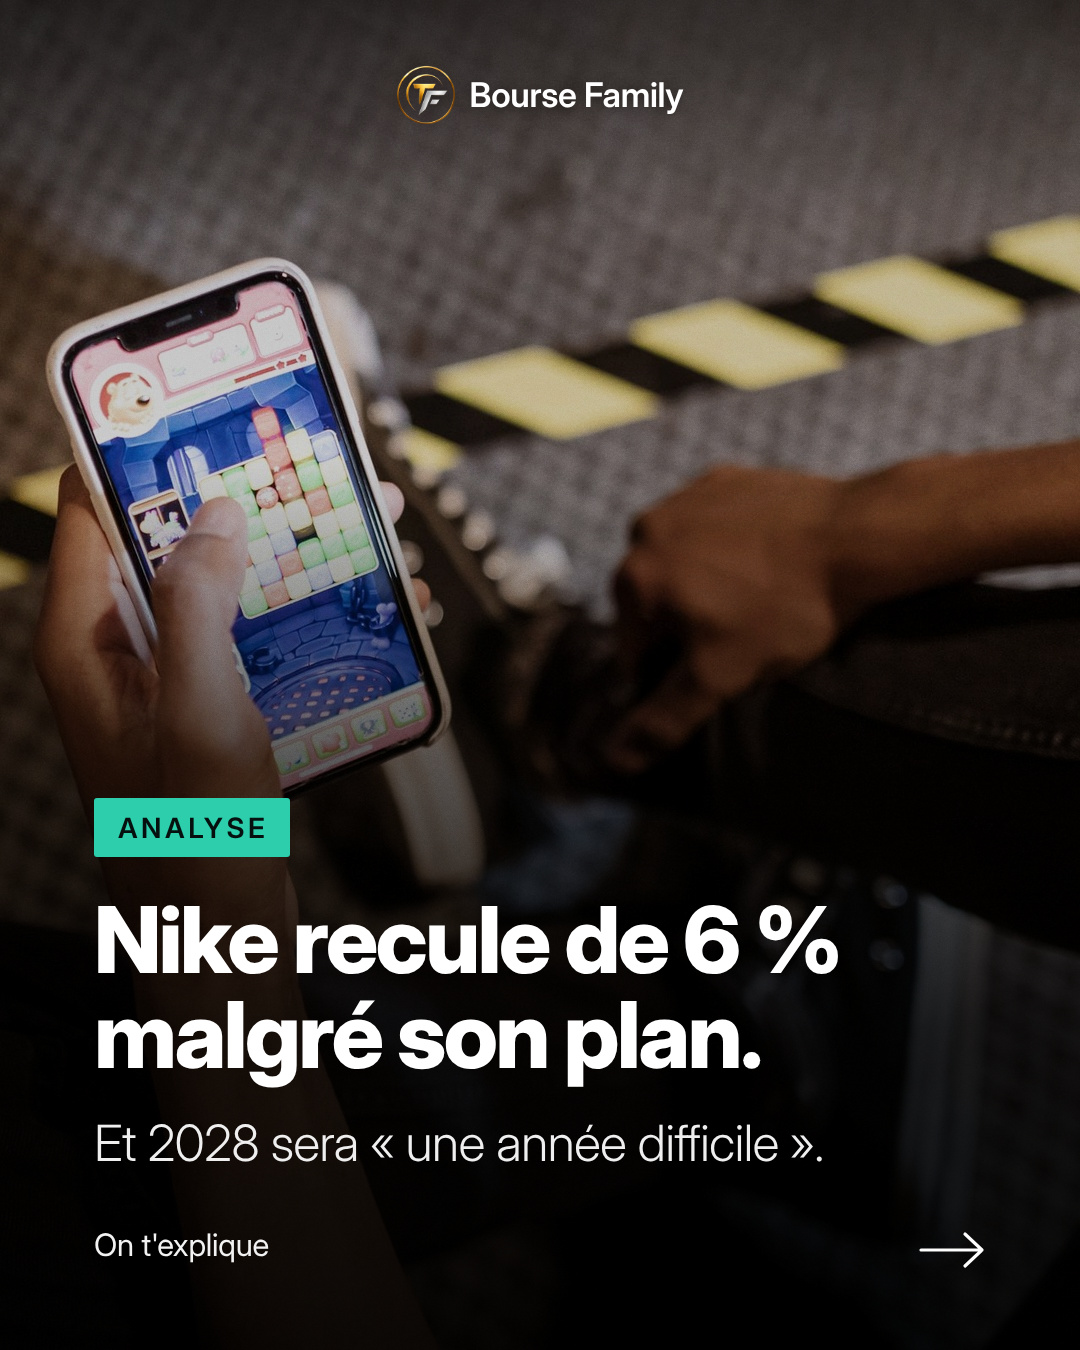 Bourse Family
ANALYSE
Nike recule de 6 %
malgré son plan.
Et 2028 sera « une année difficile ».
On t'explique